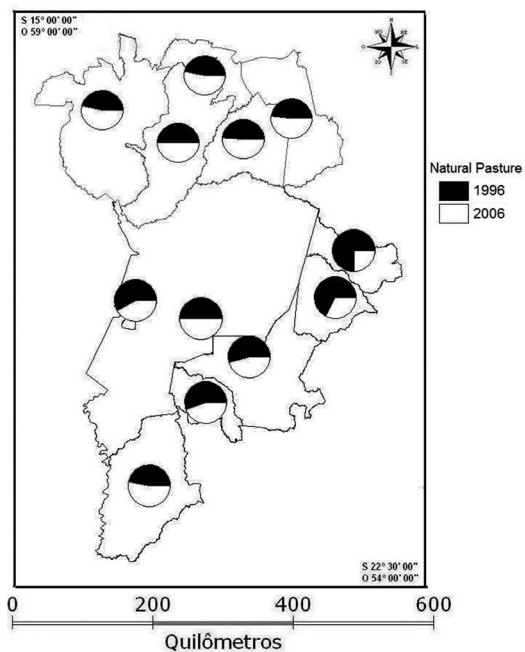 S 15° 00' 00"
O 59° 00' 00"
N
Natural Pasture
1996
2006
S 22° 30' 00"
O 54° 00' 00"
0 200 400 600
Quilômetros